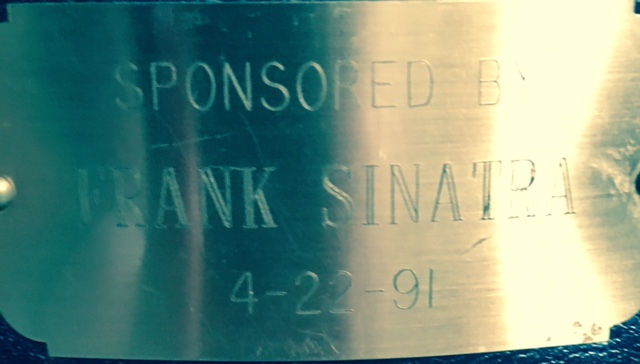 SPONSORED BY
FRANK SINATRA
4-22-91